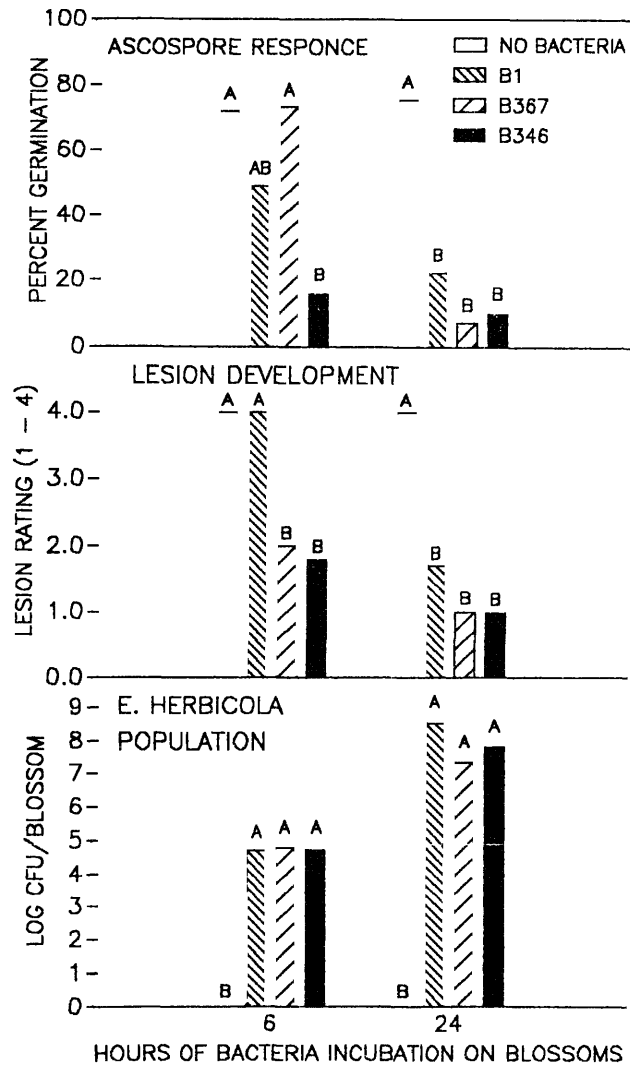 100
ASCOSPORE RESPONCE
NO BACTERIA
B1
B367
B346
80
60
40
20
0
PERCENT GERMINATION
A
AB
A
B
A
B
B
B
LESION DEVELOPMENT
4.0
3.0
2.0
1.0
0.0
LESION RATING (1 - 4)
A
A
B
B
A
B
B
B
E. HERBICOLA
POPULATION
9
8
7
6
5
4
3
2
1
0
LOG CFU/BLOSSOM
B
A
A
A
B
A
A
A
6
24
HOURS OF BACTERIA INCUBATION ON BLOSSOMS